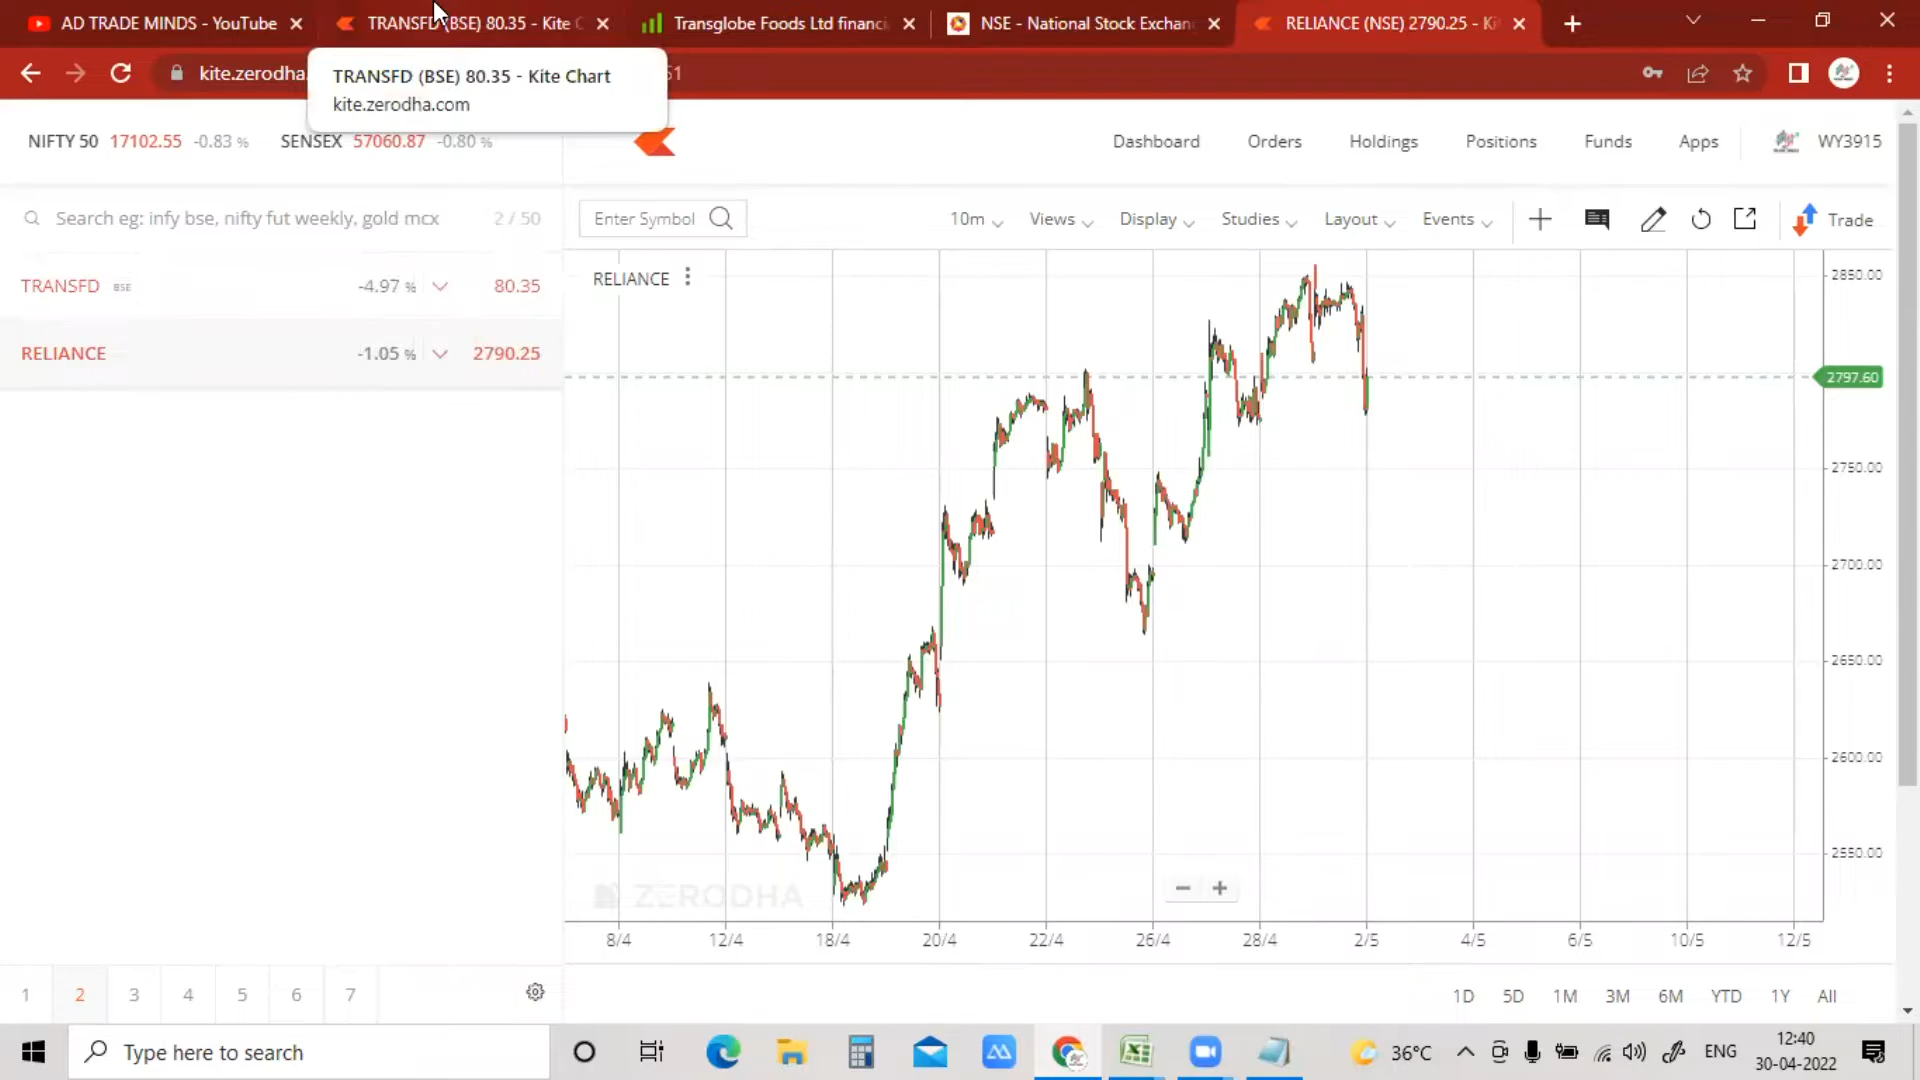 AD TRADE MINDS - YouTube
TRANSFD (BSE) 80.35 - Kite C
Transglobe Foods Ltd financi
NSE - National Stock Exchan
RELIANCE (NSE) 2790.25 - Ki
kite.zerodha.
51
TRANSFD (BSE) 80.35 - Kite Chart
kite.zerodha.com
NIFTY 50 17102.55 -0.83 % SENSEX 57060.87 -0.80 %
Dashboard Orders Holdings Positions Funds Apps WY3915
Search eg: infy bse, nifty fut weekly, gold mcx 2 / 50
Enter Symbol 10m Views Display Studies Layout Events Trade
TRANSFD BSE -4.97 % 80.35
RELIANCE -1.05 % 2790.25
RELIANCE
2850.00
2797.60
2750.00
2700.00
2650.00
2600.00
2550.00
ZERODHA
8/4 12/4 18/4 20/4 22/4 26/4 28/4 2/5 4/5 6/5 10/5 12/5
1 2 3 4 5 6 7
1D 5D 1M 3M 6M YTD 1Y All
Type here to search
36°C
ENG
12:40
30-04-2022